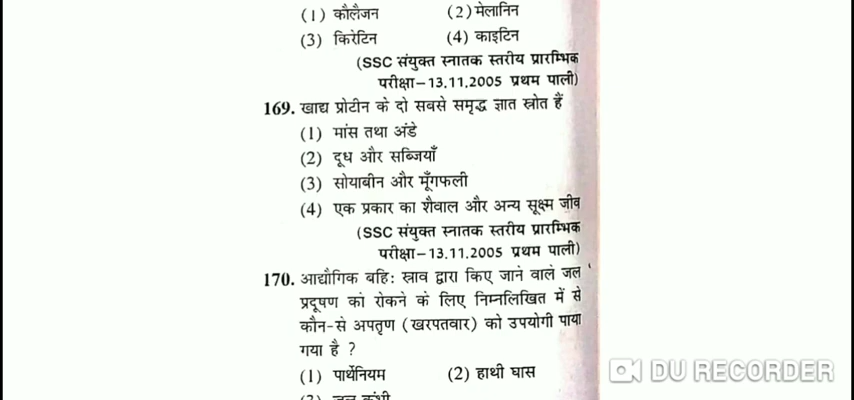 (1) कौलैजन (2) मेलानिन
(3) किरेटिन (4) काइटिन
(SSC संयुक्त स्नातक स्तरीय प्रारम्भिक
परीक्षा–13.11.2005 प्रथम पाली)
169. खाद्य प्रोटीन के दो सबसे समृद्ध ज्ञात स्रोत हैं
(1) मांस तथा अंडे
(2) दूध और सब्जियाँ
(3) सोयाबीन और मूँगफली
(4) एक प्रकार का शैवाल और अन्य सूक्ष्म जीव
(SSC संयुक्त स्नातक स्तरीय प्रारम्भिक
परीक्षा–13.11.2005 प्रथम पाली)
170. आद्यौगिक बहि: स्राव द्वारा किए जाने वाले जल
प्रदूषण को रोकने के लिए निम्नलिखित में से
कौन-से अपतृण (खरपतवार) को उपयोगी पाया
गया है ?
(1) पार्थेनियम (2) हाथी घास
DU RECORDER